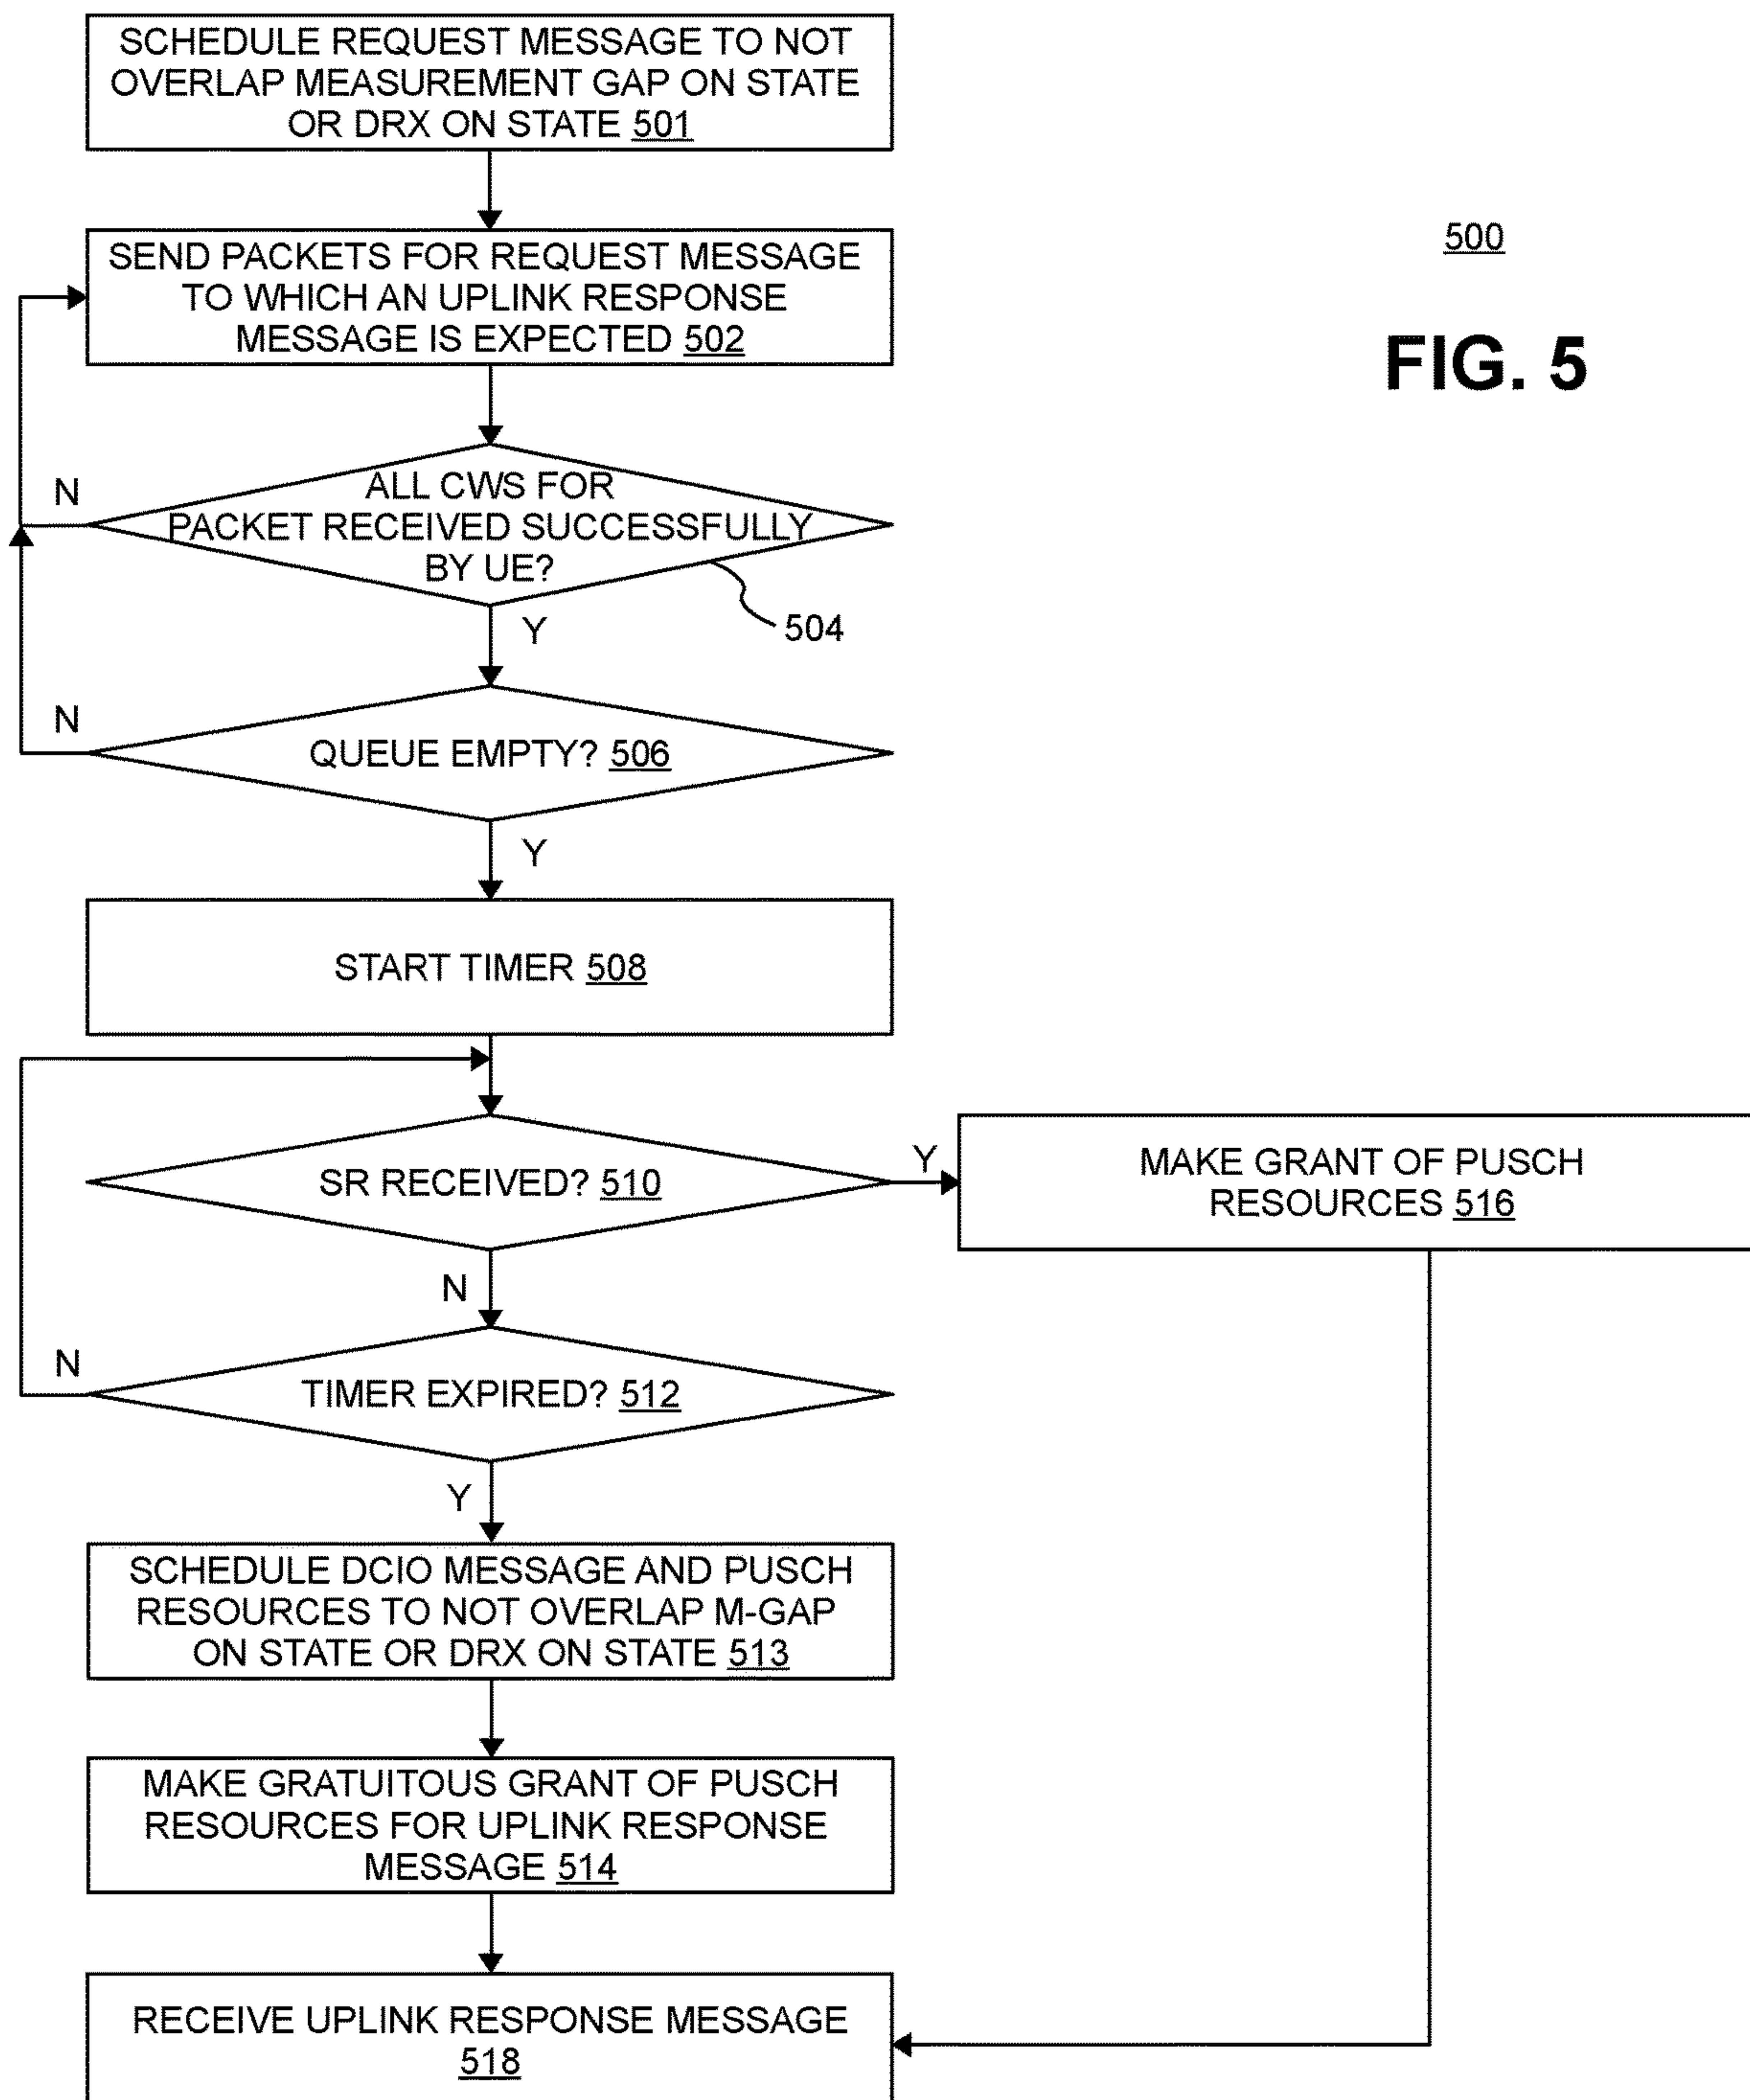 SCHEDULE REQUEST MESSAGE TO NOT
OVERLAP MEASUREMENT GAP ON STATE
OR DRX ON STATE 501
500
FIG. 5
SEND PACKETS FOR REQUEST MESSAGE
TO WHICH AN UPLINK RESPONSE
MESSAGE IS EXPECTED 502
N
ALL CWS FOR
PACKET RECEIVED SUCCESSFULLY
BY UE?
504
Y
N
QUEUE EMPTY? 506
Y
START TIMER 508
SR RECEIVED? 510
Y
MAKE GRANT OF PUSCH
RESOURCES 516
N
N
TIMER EXPIRED? 512
Y
SCHEDULE DCIO MESSAGE AND PUSCH
RESOURCES TO NOT OVERLAP M-GAP
ON STATE OR DRX ON STATE 513
MAKE GRATUITOUS GRANT OF PUSCH
RESOURCES FOR UPLINK RESPONSE
MESSAGE 514
RECEIVE UPLINK RESPONSE MESSAGE
518